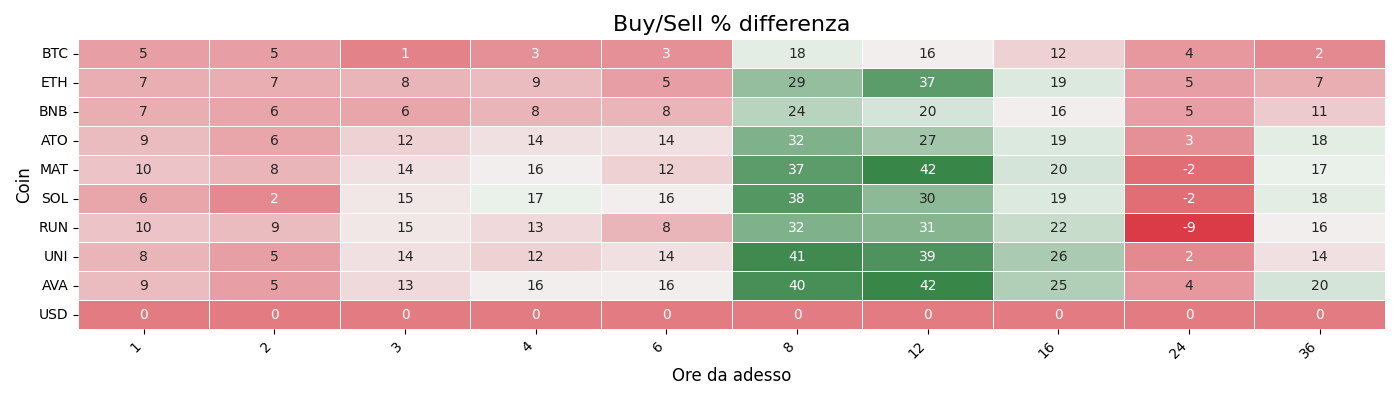 Buy/Sell % differenza
Coin
BTC 5 5 1 3 3 18 16 12 4 2
ETH 7 7 8 9 5 29 37 19 5 7
BNB 7 6 6 8 8 24 20 16 5 11
ATO 9 6 12 14 14 32 27 19 3 18
MAT 10 8 14 16 12 37 42 20 -2 17
SOL 6 2 15 17 16 38 30 19 -2 18
RUN 10 9 15 13 8 32 31 22 -9 16
UNI 8 5 14 12 14 41 39 26 2 14
AVA 9 5 13 16 16 40 42 25 4 20
USD 0 0 0 0 0 0 0 0 0 0
1 2 3 4 6 8 12 16 24 36
Ore da adesso